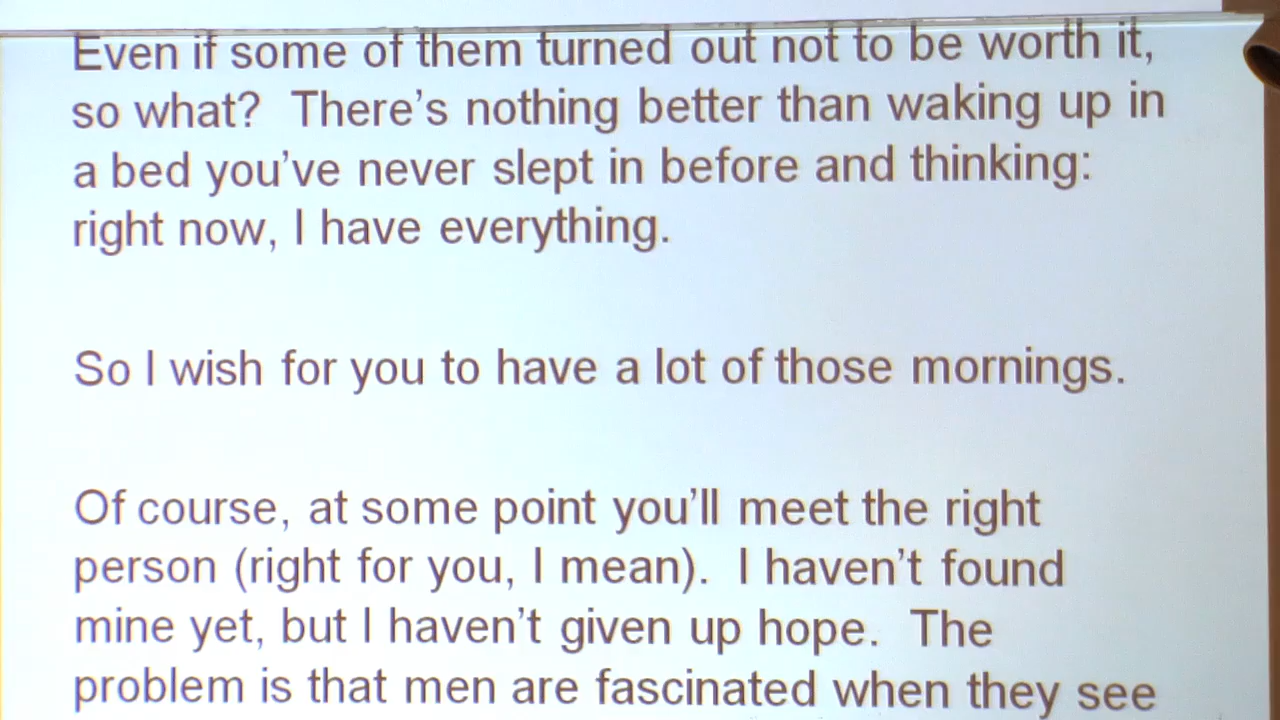 Even if some of them turned out not to be worth it,
so what? There's nothing better than waking up in
a bed you've never slept in before and thinking:
right now, I have everything.
So I wish for you to have a lot of those mornings.
Of course, at some point you'll meet the right
person (right for you, I mean). I haven't found
mine yet, but I haven't given up hope. The
problem is that men are fascinated when they see